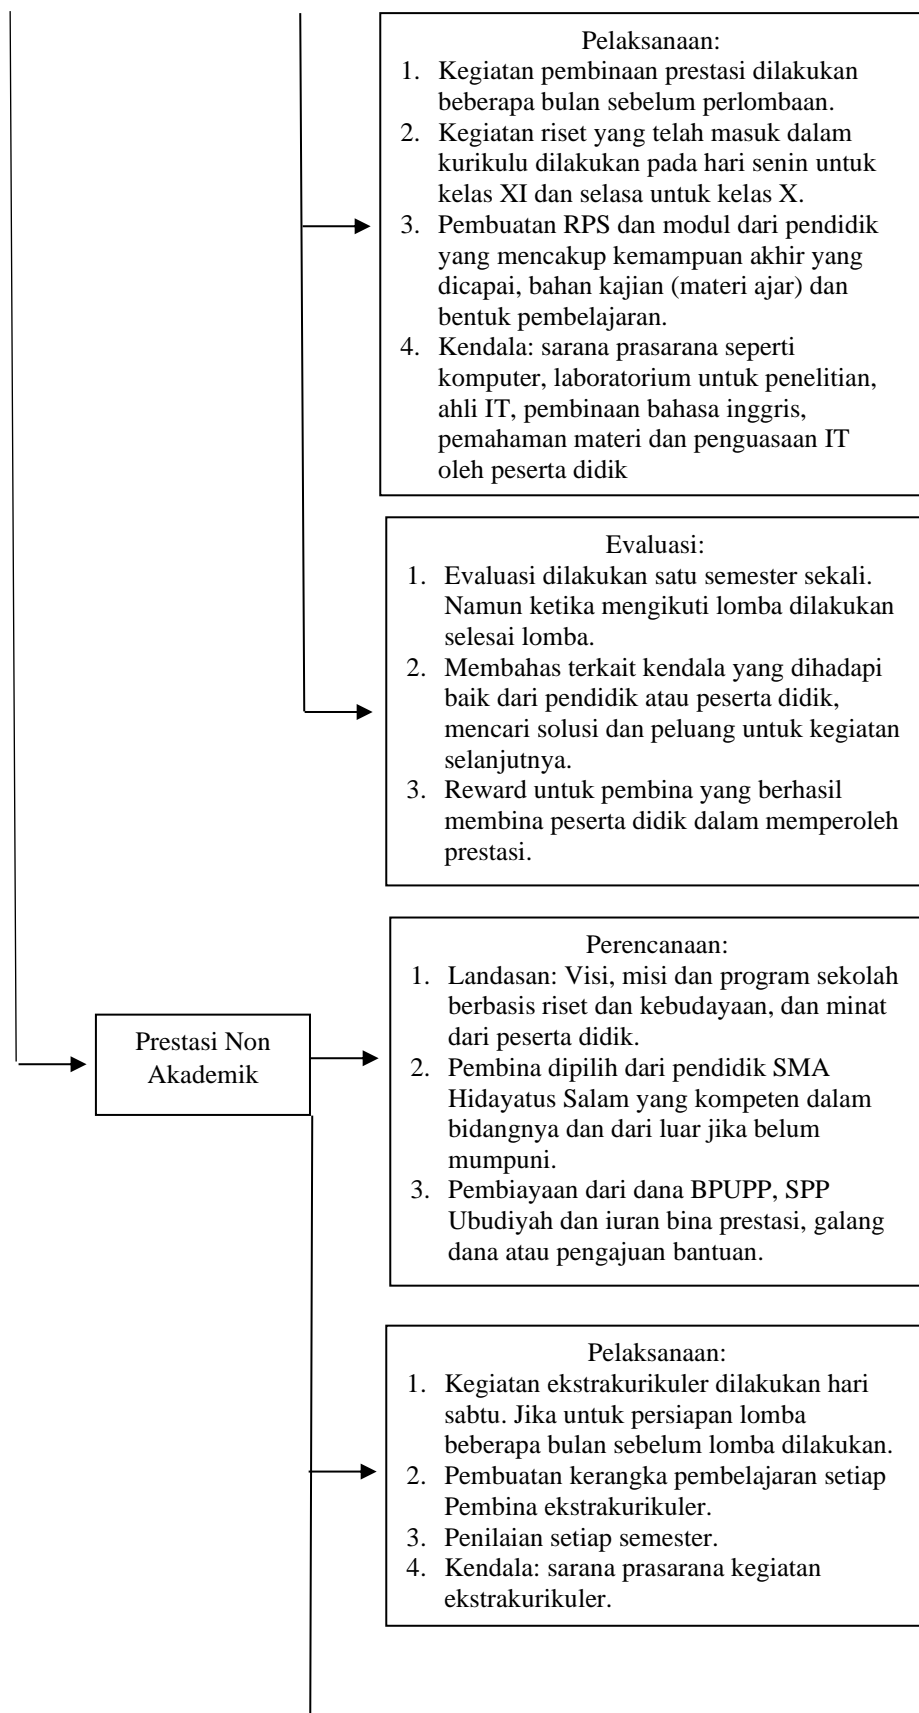 Pelaksanaan:
1. Kegiatan pembinaan prestasi dilakukan
beberapa bulan sebelum perlombaan.
2. Kegiatan riset yang telah masuk dalam
kurikulu dilakukan pada hari senin untuk
kelas XI dan selasa untuk kelas X.
3. Pembuatan RPS dan modul dari pendidik
yang mencakup kemampuan akhir yang
dicapai, bahan kajian (materi ajar) dan
bentuk pembelajaran.
4. Kendala: sarana prasarana seperti
komputer, laboratorium untuk penelitian,
ahli IT, pembinaan bahasa inggris,
pemahaman materi dan penguasaan IT
oleh peserta didik
Evaluasi:
1. Evaluasi dilakukan satu semester sekali.
Namun ketika mengikuti lomba dilakukan
selesai lomba.
2. Membahas terkait kendala yang dihadapi
baik dari pendidik atau peserta didik,
mencari solusi dan peluang untuk kegiatan
selanjutnya.
3. Reward untuk pembina yang berhasil
membina peserta didik dalam memperoleh
prestasi.
Prestasi Non
Akademik
Perencanaan:
1. Landasan: Visi, misi dan program sekolah
berbasis riset dan kebudayaan, dan minat
dari peserta didik.
2. Pembina dipilih dari pendidik SMA
Hidayatus Salam yang kompeten dalam
bidangnya dan dari luar jika belum
mumpuni.
3. Pembiayaan dari dana BPUPP, SPP
Ubudiyah dan iuran bina prestasi, galang
dana atau pengajuan bantuan.
Pelaksanaan:
1. Kegiatan ekstrakurikuler dilakukan hari
sabtu. Jika untuk persiapan lomba
beberapa bulan sebelum lomba dilakukan.
2. Pembuatan kerangka pembelajaran setiap
Pembina ekstrakurikuler.
3. Penilaian setiap semester.
4. Kendala: sarana prasarana kegiatan
ekstrakurikuler.